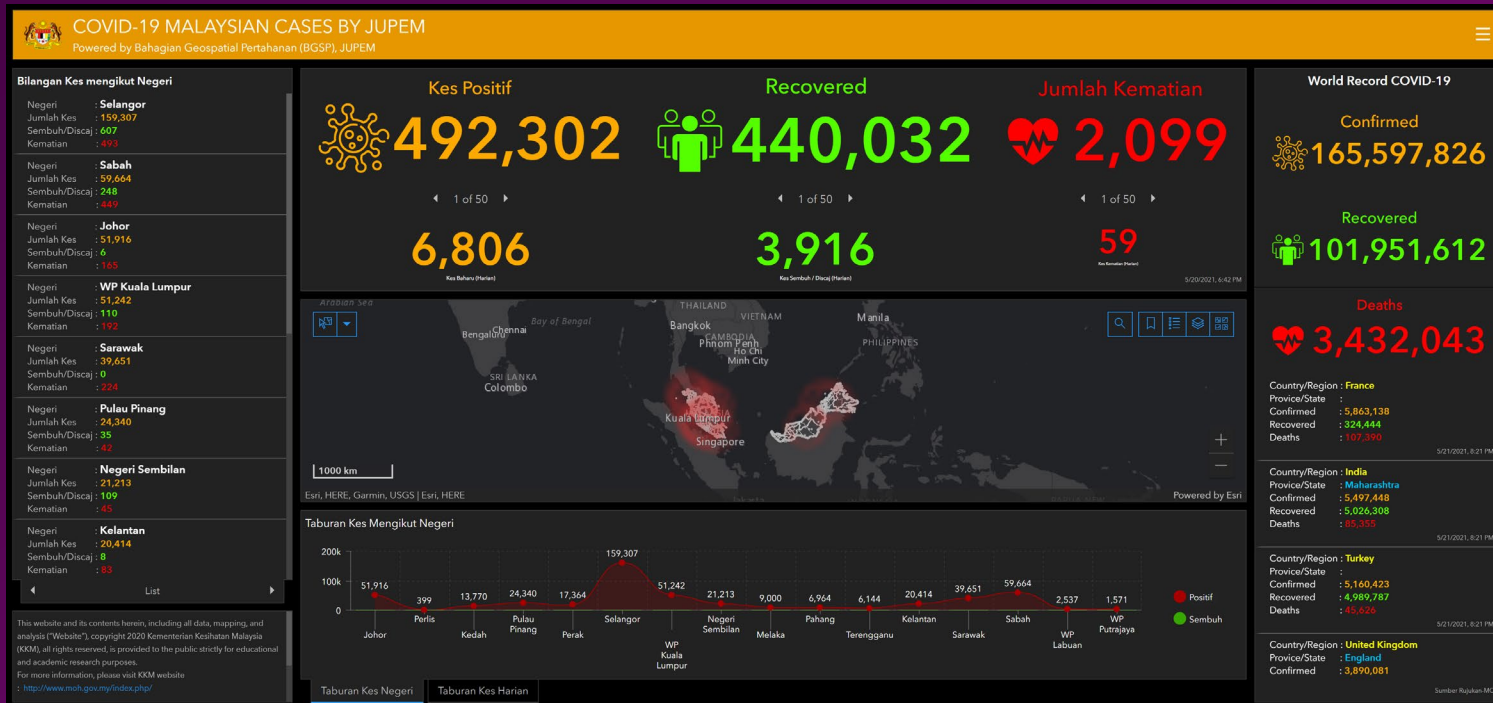 COVID-19 MALAYSIAN CASES BY JUPEM
Powered by Bahagian Geospatial Pertahanan (BGSP), JUPEM
Bilangan Kes mengikut Negeri
Negeri : Selangor
Jumlah Kes : 159,307
Sembuh/Discaj : 607
Kematian : 493
Negeri : Sabah
Jumlah Kes : 59,664
Sembuh/Discaj : 248
Kematian : 449
Negeri : Johor
Jumlah Kes : 51,916
Sembuh/Discaj : 6
Kematian : 165
Negeri : WP Kuala Lumpur
Jumlah Kes : 51,242
Sembuh/Discaj : 110
Kematian : 192
Negeri : Sarawak
Jumlah Kes : 39,651
Sembuh/Discaj : 0
Kematian : 224
Negeri : Pulau Pinang
Jumlah Kes : 24,340
Sembuh/Discaj : 35
Kematian : 42
Negeri : Negeri Sembilan
Jumlah Kes : 21,213
Sembuh/Discaj : 109
Kematian : 45
Negeri : Kelantan
Jumlah Kes : 20,414
Sembuh/Discaj : 8
Kematian : 83
List
This website and its contents herein, including all data, mapping, and
analysis ("Website"), copyright 2020 Kementerian Kesihatan Malaysia
(KKM), all rights reserved, is provided to the public strictly for educational
and academic research purposes.
For more information, please visit KKM website
: http://www.moh.gov.my/index.php/
Kes Positif
492,302
1 of 50
6,806
Kes Baharu (Harian)
Recovered
440,032
1 of 50
3,916
Kes Sembuh / Discaj (Harian)
Jumlah Kematian
2,099
1 of 50
59
Kes Kematian (Harian)
5/20/2021, 6:42 PM
Arabian Sea
Bengaluru
Chennai
Bay of Bengal
SRI LANKA
Colombo
THAILAND
VIETNAM
Bangkok
CAMBODIA
Phnom Penh
Ho Chi
Minh City
Manila
PHILIPPINES
Kuala Lumpur
Singapore
1000 km
Esri, HERE, Garmin, USGS | Esri, HERE
Powered by Esri
Taburan Kes Mengikut Negeri
200k
100k
0
51,916
399
13,770
24,340
17,364
159,307
51,242
21,213
9,000
6,964
6,144
20,414
39,651
59,664
2,537
1,571
Johor
Perlis
Kedah
Pulau
Pinang
Perak
Selangor
WP
Kuala
Lumpur
Negeri
Sembilan
Melaka
Pahang
Terengganu
Kelantan
Sarawak
Sabah
WP
Labuan
WP
Putrajaya
Positif
Sembuh
Taburan Kes Negeri
Taburan Kes Harian
World Record COVID-19
Confirmed
165,597,826
Recovered
101,951,612
Deaths
3,432,043
Country/Region : France
Provice/State :
Confirmed : 5,863,138
Recovered : 324,444
Deaths : 107,390
5/21/2021, 8:21 PM
Country/Region : India
Provice/State : Maharashtra
Confirmed : 5,497,448
Recovered : 5,026,308
Deaths : 85,355
5/21/2021, 8:21 PM
Country/Region : Turkey
Provice/State :
Confirmed : 5,160,423
Recovered : 4,989,787
Deaths : 45,626
5/21/2021, 8:21 PM
Country/Region : United Kingdom
Provice/State : England
Confirmed : 3,890,081
Sumber Rujukan-MO